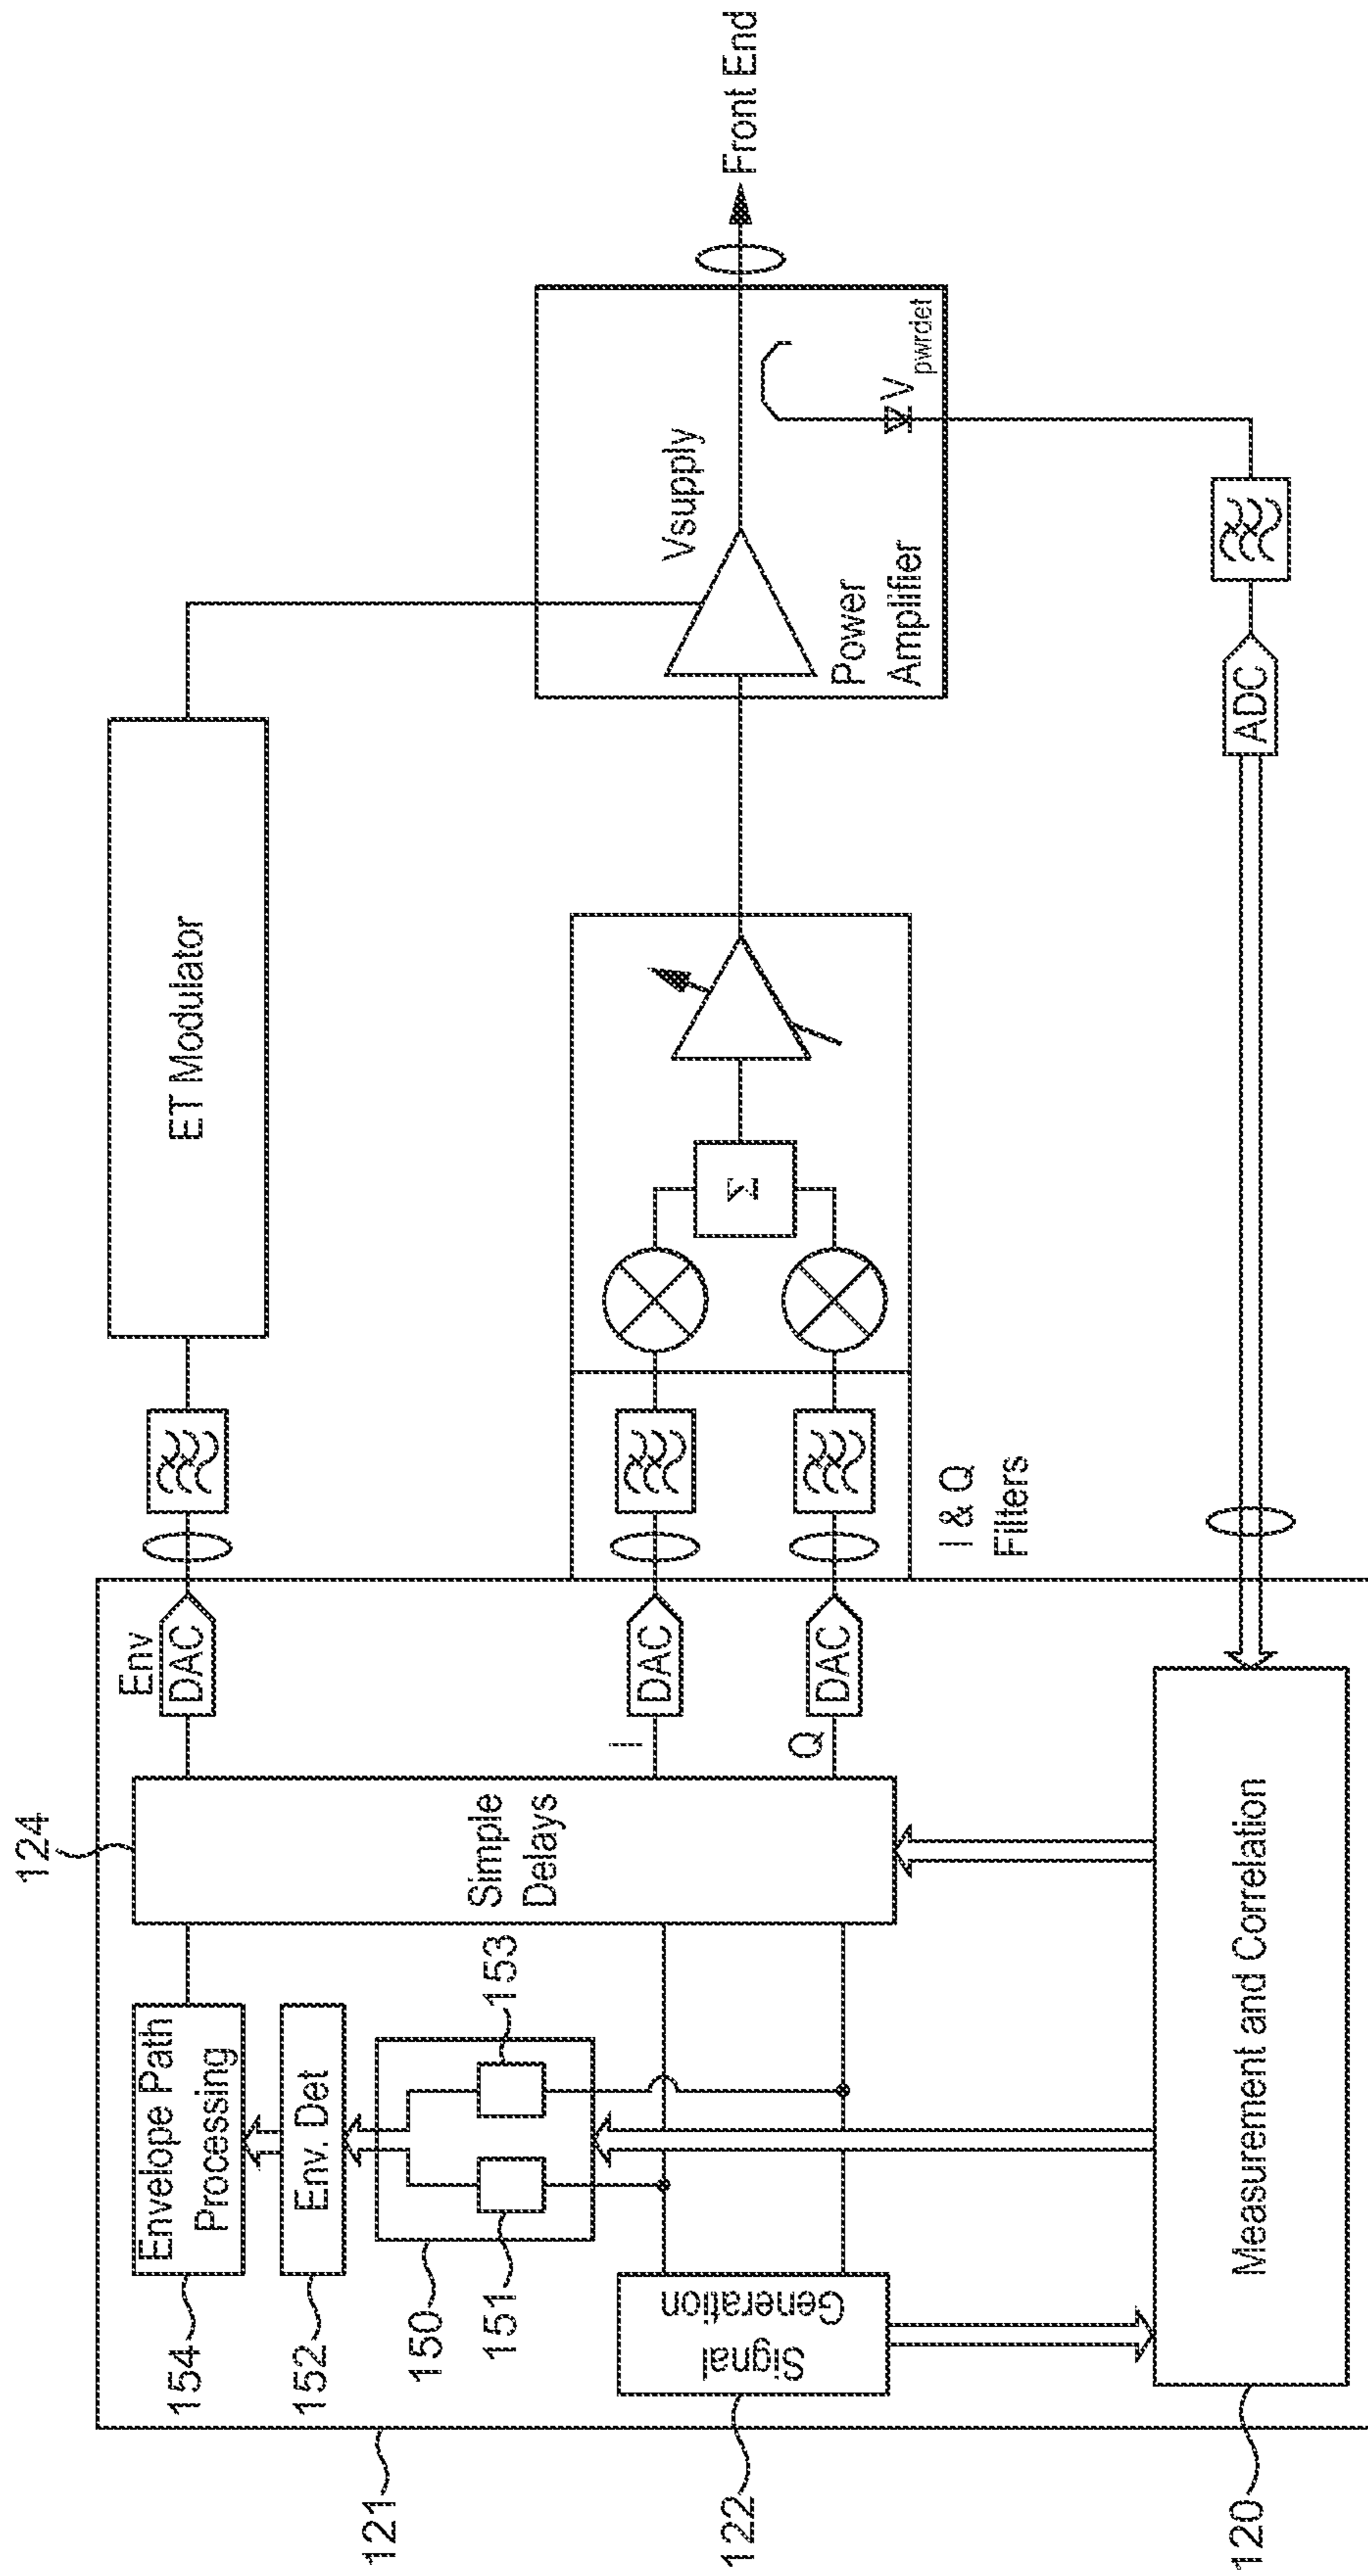 124
Env
DAC
ET Modulator
154
Envelope Path
Processing
152
Env. Det
150
151
153
121
Simple
Delays
I
DAC
Q
DAC
I & Q
Filters
Σ
Vsupply
Power
Amplifier
Vpwrdet
Front End
122
Signal
Generation
120
Measurement and Correlation
ADC